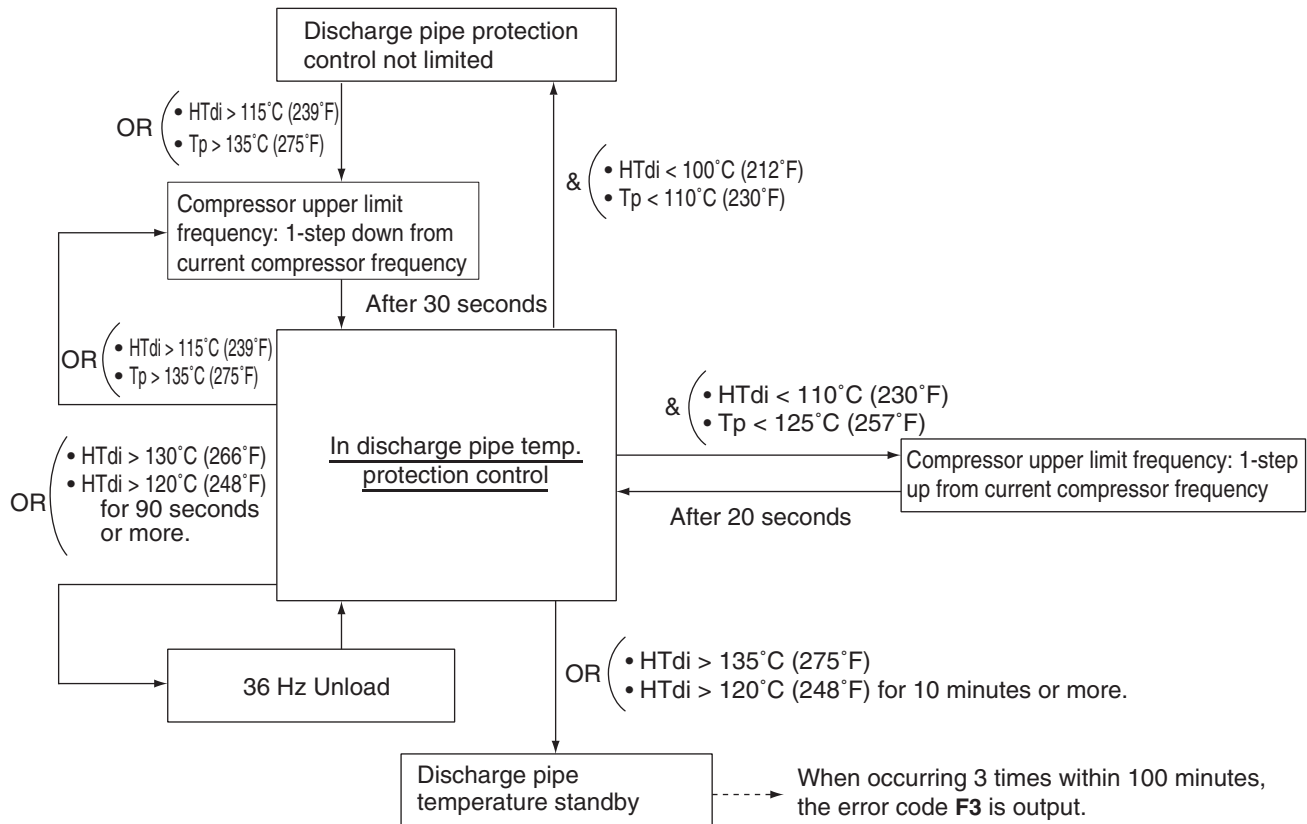 Discharge pipe protection
control not limited
OR
• HTdi > 115˚C (239˚F)
• Tp > 135˚C (275˚F)
&
• HTdi < 100˚C (212˚F)
• Tp < 110˚C (230˚F)
Compressor upper limit
frequency: 1-step down from
current compressor frequency
After 30 seconds
OR
• HTdi > 115˚C (239˚F)
• Tp > 135˚C (275˚F)
&
• HTdi < 110˚C (230˚F)
• Tp < 125˚C (257˚F)
In discharge pipe temp.
protection control
OR
• HTdi > 130˚C (266˚F)
• HTdi > 120˚C (248˚F)
for 90 seconds
or more.
Compressor upper limit frequency: 1-step
up from current compressor frequency
After 20 seconds
36 Hz Unload
OR
• HTdi > 135˚C (275˚F)
• HTdi > 120˚C (248˚F) for 10 minutes or more.
Discharge pipe
temperature standby
When occurring 3 times within 100 minutes,
the error code F3 is output.